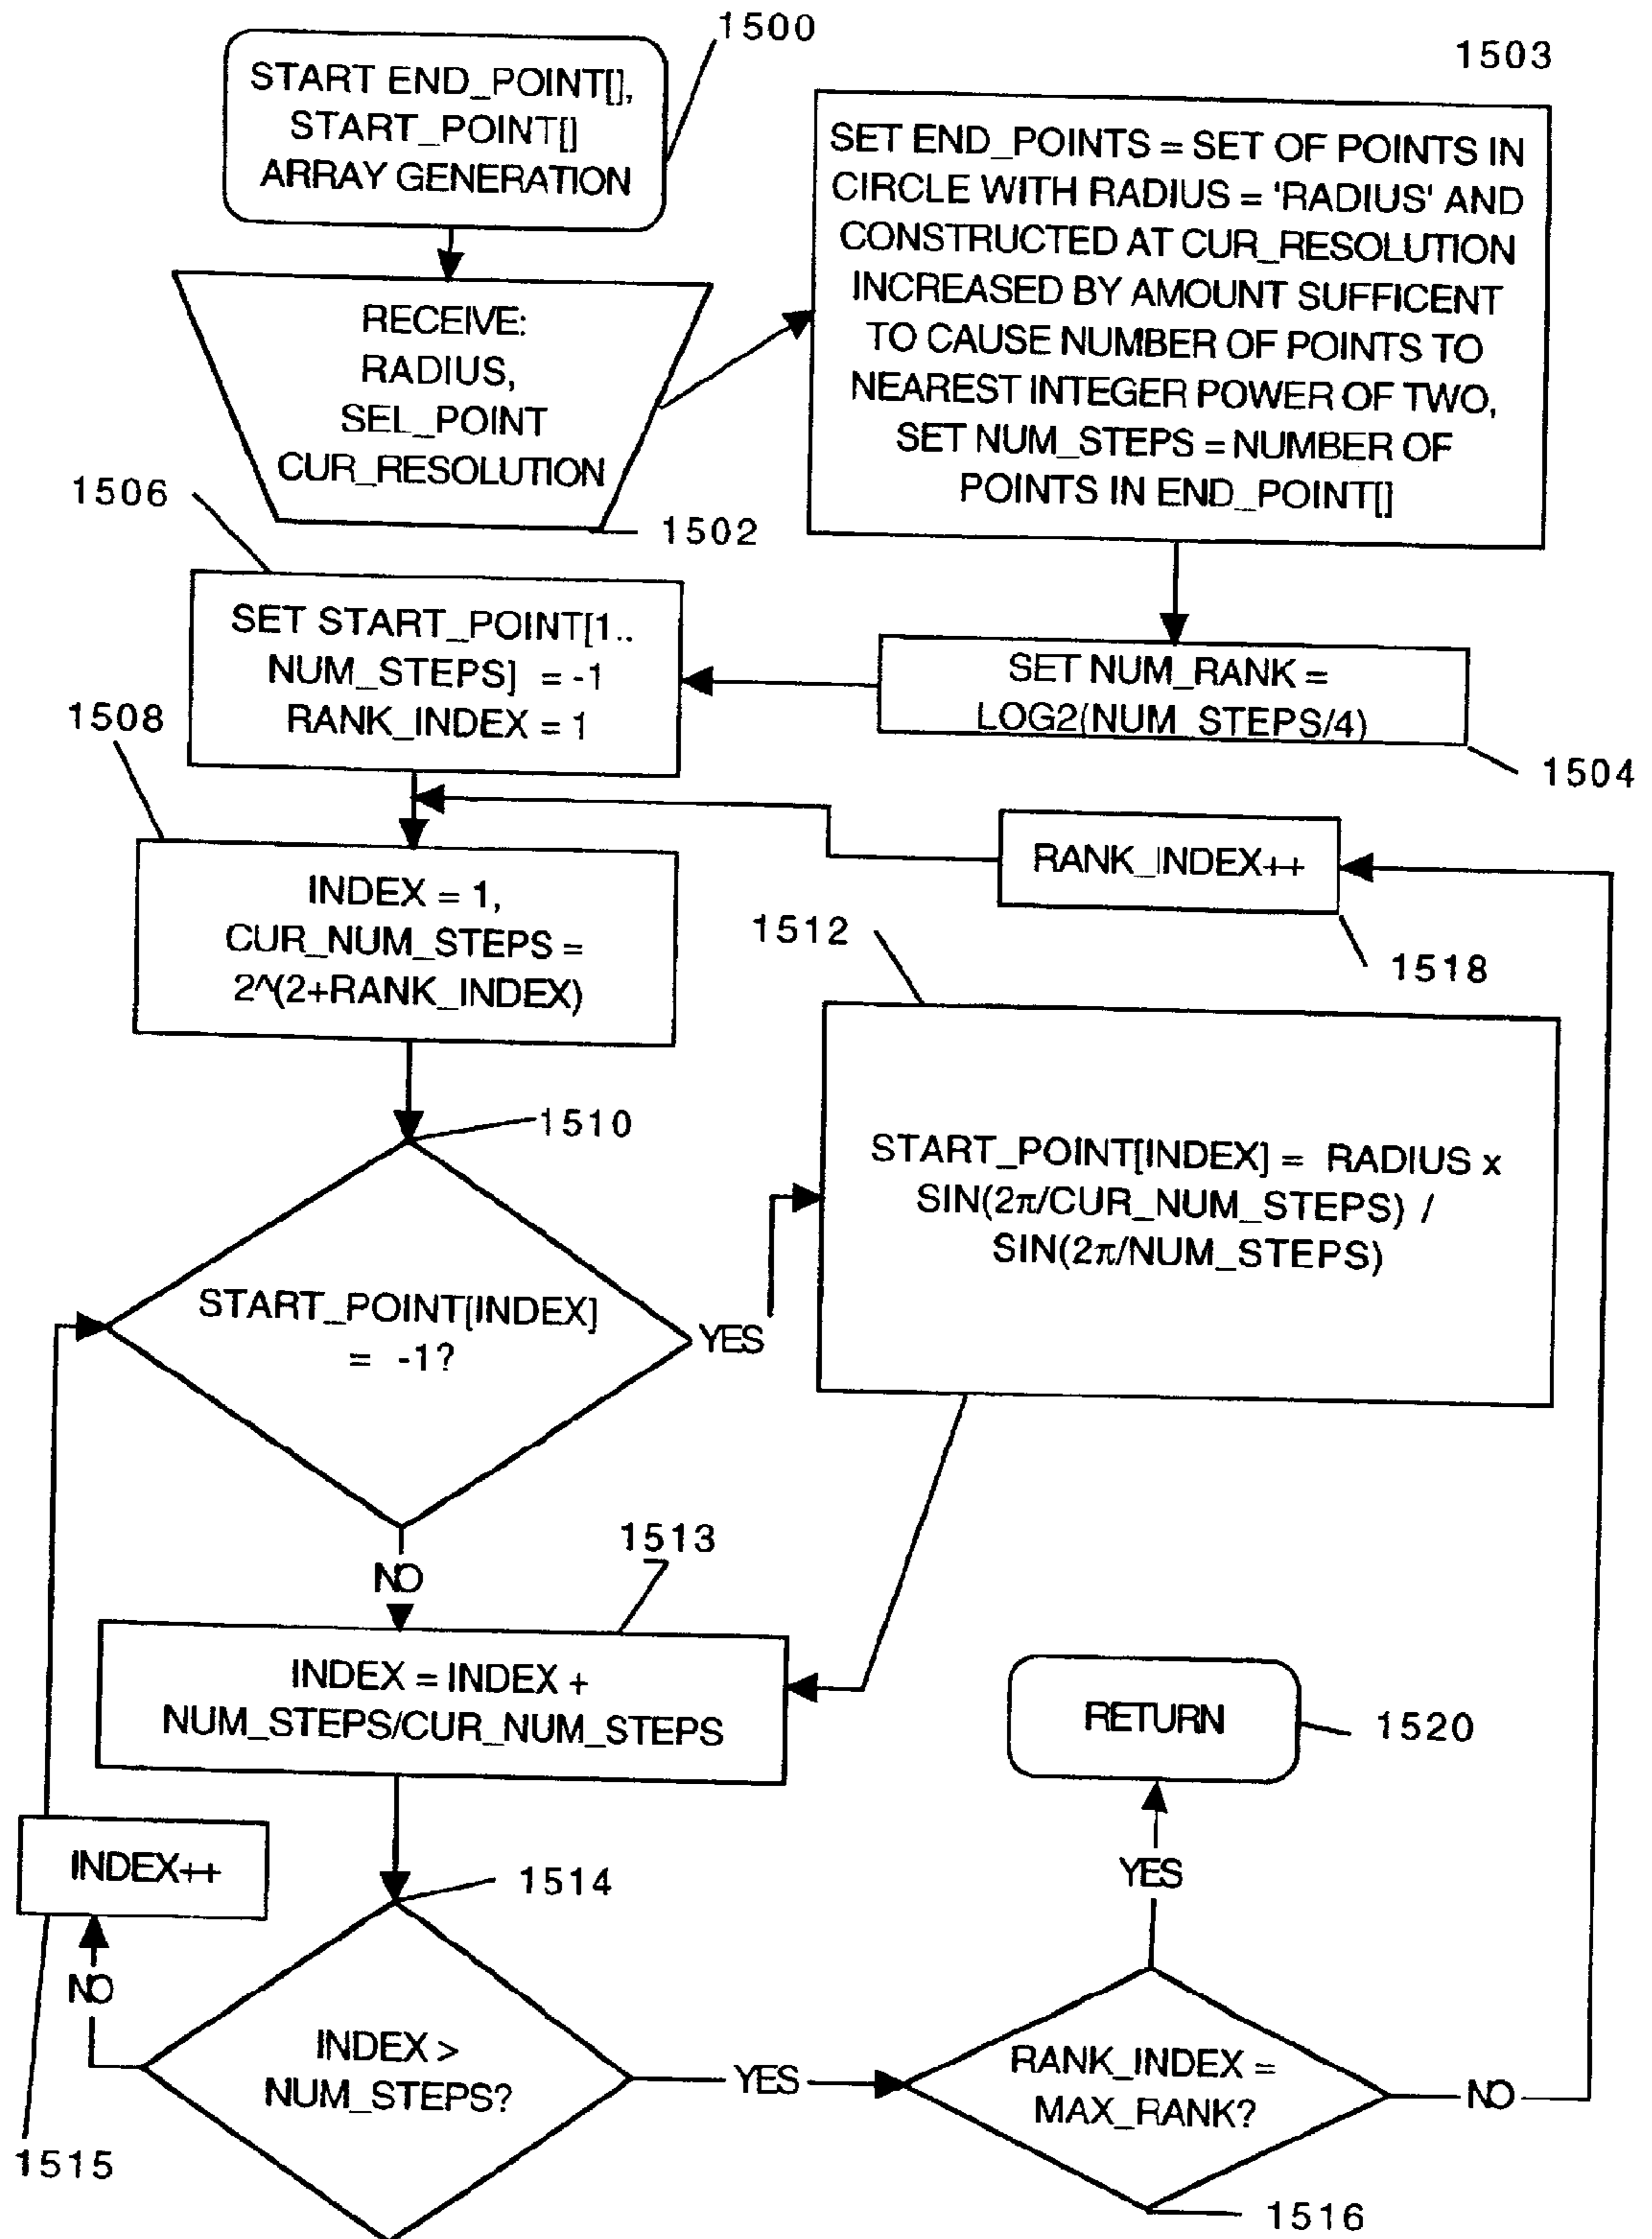 1500
START END_POINT[],
START_POINT[]
ARRAY GENERATION
1503
SET END_POINTS = SET OF POINTS IN
CIRCLE WITH RADIUS = 'RADIUS' AND
CONSTRUCTED AT CUR_RESOLUTION
INCREASED BY AMOUNT SUFFICENT
TO CAUSE NUMBER OF POINTS TO
NEAREST INTEGER POWER OF TWO,
SET NUM_STEPS = NUMBER OF
POINTS IN END_POINT[]
RECEIVE:
RADIUS,
SEL_POINT
CUR_RESOLUTION
1502
1506
SET START_POINT[1..
NUM_STEPS] = -1
RANK_INDEX = 1
SET NUM_RANK =
LOG2(NUM_STEPS/4)
1504
1508
INDEX = 1,
CUR_NUM_STEPS =
2^(2+RANK_INDEX)
RANK_INDEX++
1518
1512
1510
START_POINT[INDEX] = RADIUS x
SIN(2π/CUR_NUM_STEPS) /
SIN(2π/NUM_STEPS)
START_POINT[INDEX]
= -1?
YES
NO
1513
INDEX = INDEX +
NUM_STEPS/CUR_NUM_STEPS
RETURN
1520
INDEX++
1514
YES
NO
INDEX >
NUM_STEPS?
YES
RANK_INDEX =
MAX_RANK?
NO
1515
1516